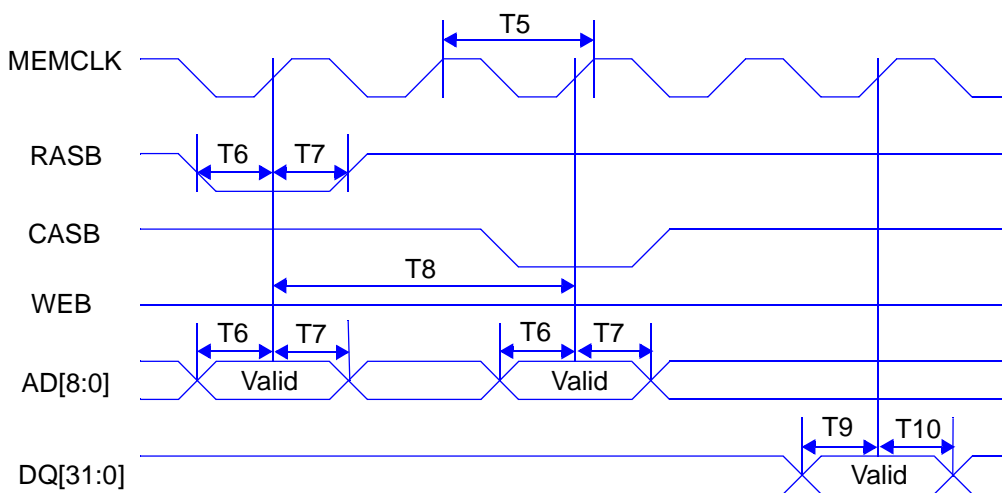 T5
MEMCLK
RASB
T6
T7
CASB
T8
WEB
T6
T7
T6
T7
AD[8:0]
Valid
Valid
T9
T10
DQ[31:0]
Valid